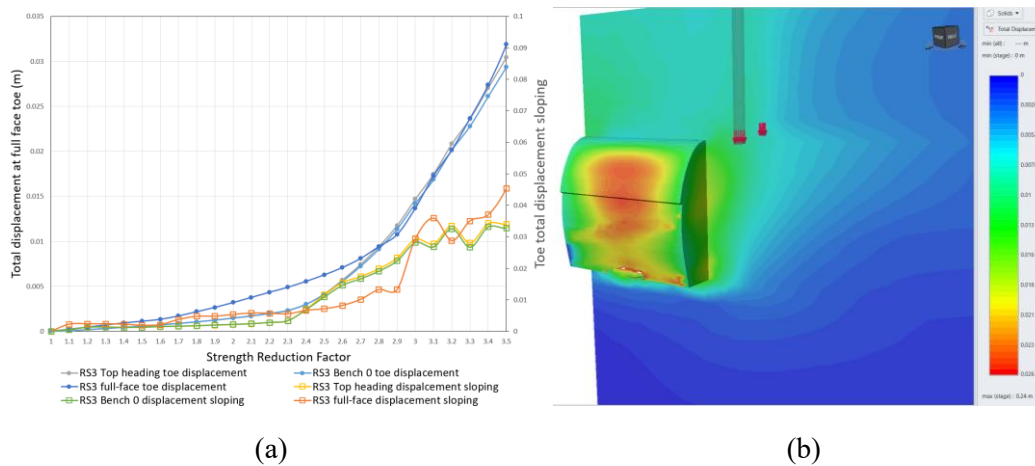 0.035
0.03
0.025
0.02
0.015
0.01
0.005
0
Total displacement at full face toe (m)
0.1
0.09
0.08
0.07
0.06
0.05
0.04
0.03
0.02
0.01
0
Toe total displacement sloping
1 1.1 1.2 1.3 1.4 1.5 1.6 1.7 1.8 1.9 2 2.1 2.2 2.3 2.4 2.5 2.6 2.7 2.8 2.9 3 3.1 3.2 3.3 3.4 3.5
Strength Reduction Factor
RS3 Top heading toe displacement
RS3 Bench 0 toe displacement
RS3 full-face toe displacement
RS3 Top heading dispalcement sloping
RS3 Bench 0 displacement sloping
RS3 full-face displacement sloping
(a)
Solids
Total Displacem
min (all) : --- m
min (stage) : 0 m
0
max (stage) : 0.24 m
(b)